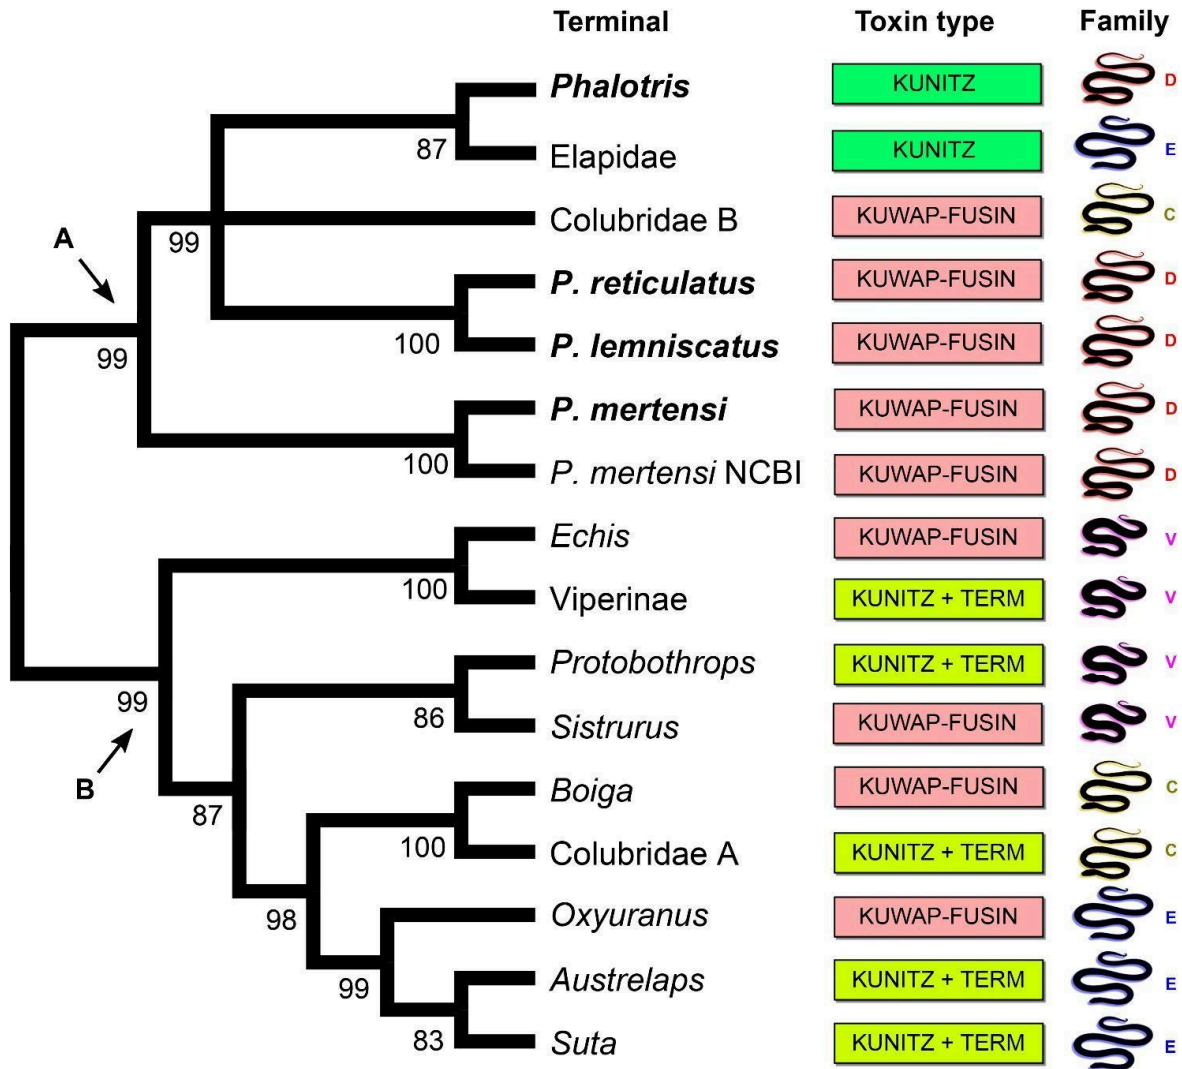 Terminal Toxin type Family
Phalotris KUNITZ D
87 Elapidae KUNITZ E
Colubridae B KUWAP-FUSIN C
A 99
P. reticulatus KUWAP-FUSIN D
100 P. lemniscatus KUWAP-FUSIN D
99
P. mertensi KUWAP-FUSIN D
100 P. mertensi NCBI KUWAP-FUSIN D
Echis KUWAP-FUSIN V
100 Viperinae KUNITZ + TERM V
Protobothrops KUNITZ + TERM V
99 86 Sistrurus KUWAP-FUSIN V
B Boiga KUWAP-FUSIN C
87
100 Colubridae A KUNITZ + TERM C
98 Oxyuranus KUWAP-FUSIN E
99 Austrelaps KUNITZ + TERM E
83 Suta KUNITZ + TERM E